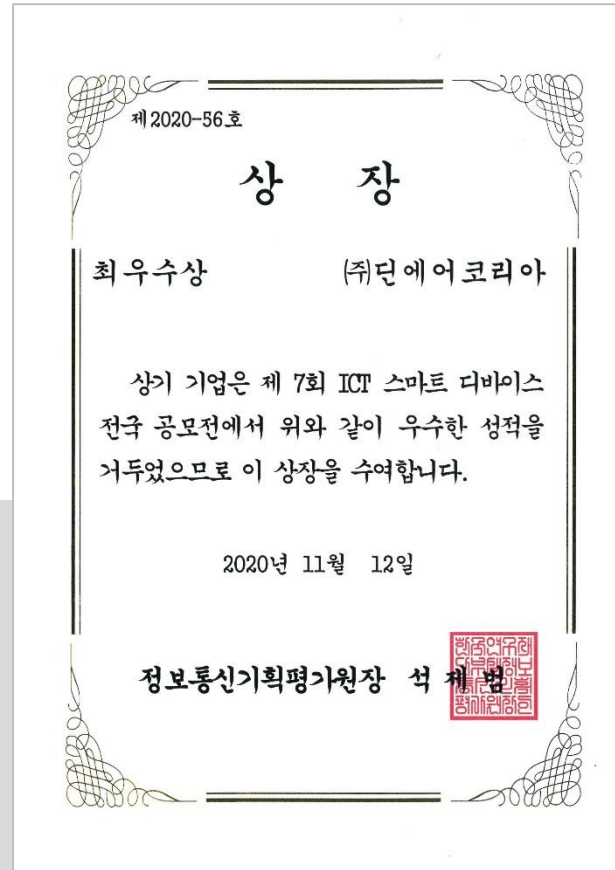 제2020-56호
상 장
최우수상 ㈜딘에어코리아
상기 기업은 제 7회 ICT 스마트 디바이스
전국 공모전에서 위와 같이 우수한 성적을
거두었으므로 이 상장을 수여합니다.
2020년 11월 12일
정보통신기획평가원장 석제범